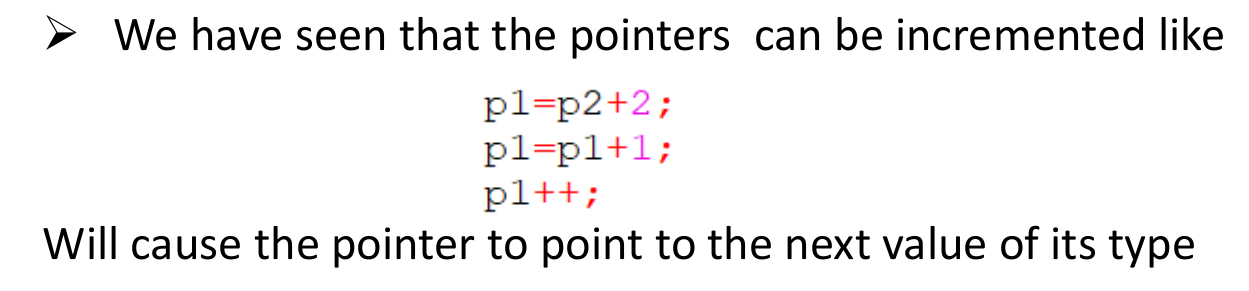 ➤ We have seen that the pointers can be incremented like
p1=p2+2;
p1=p1+1;
p1++;
Will cause the pointer to point to the next value of its type